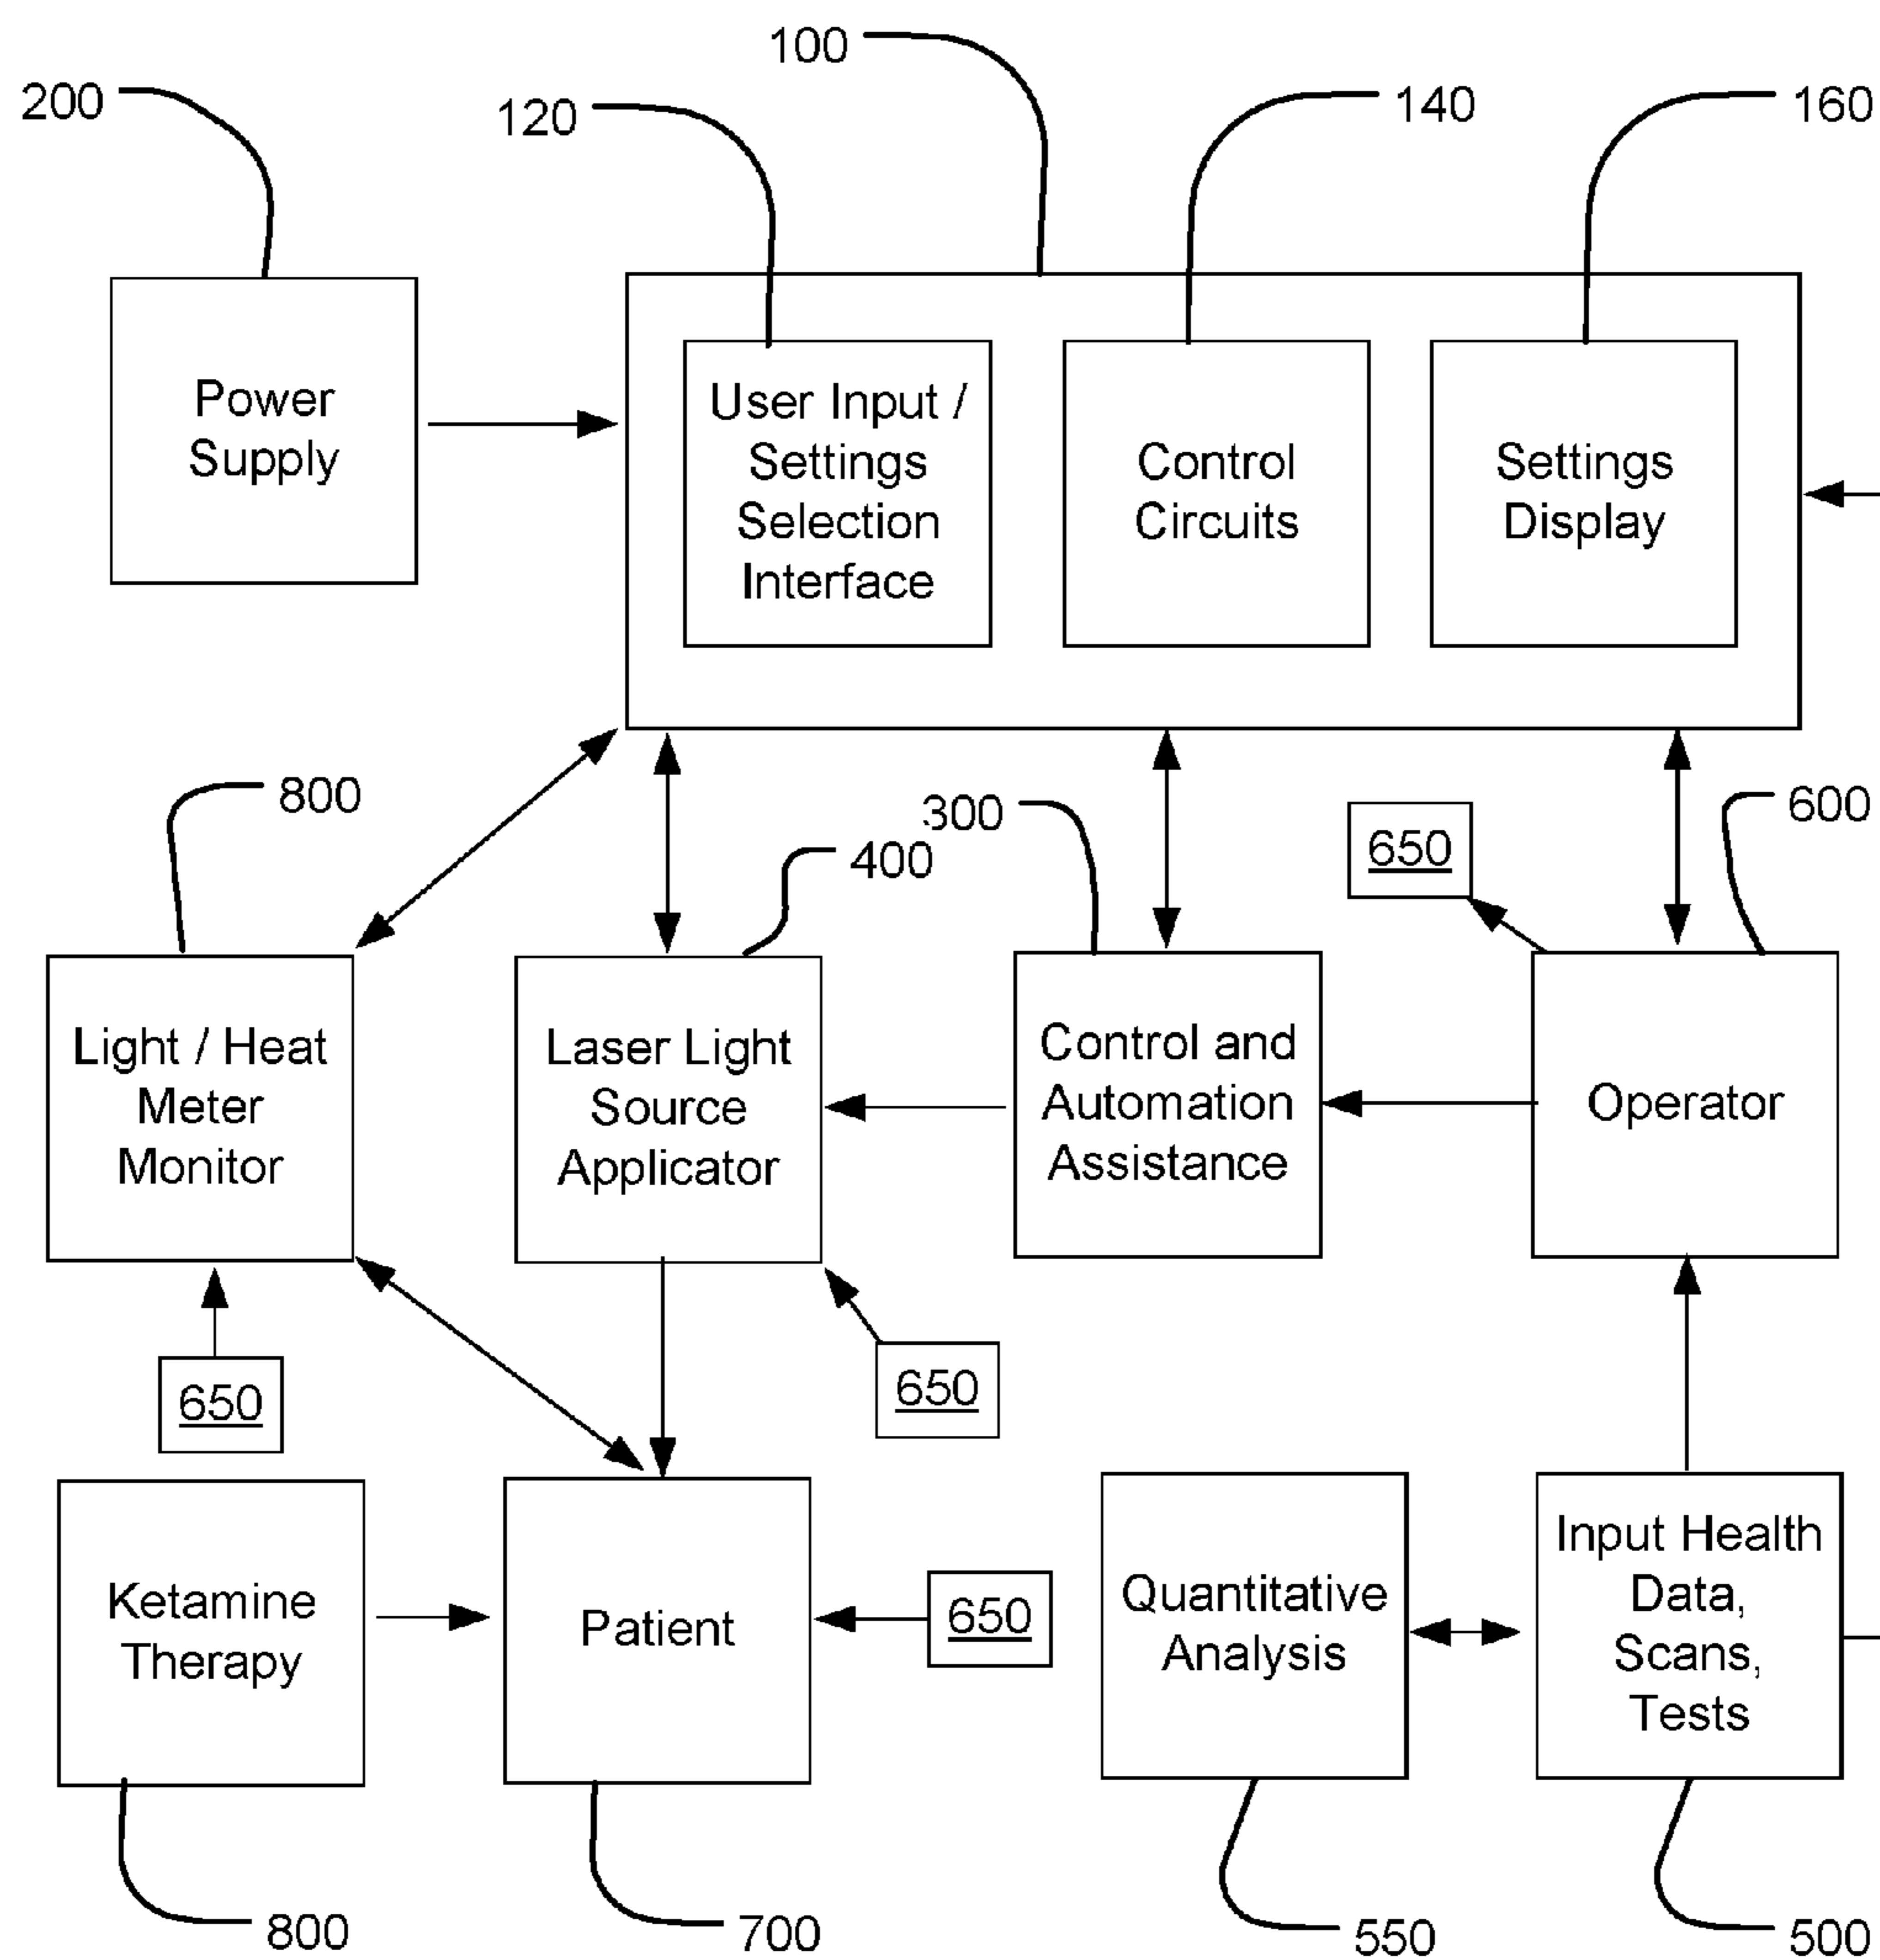 100
200
120
140
160
Power
Supply
User Input /
Settings
Selection
Interface
Control
Circuits
Settings
Display
800
300
400
650
600
Light / Heat
Meter
Monitor
Laser Light
Source
Applicator
Control and
Automation
Assistance
Operator
650
650
Ketamine
Therapy
Patient
650
Quantitative
Analysis
Input Health
Data,
Scans,
Tests
800
700
550
500